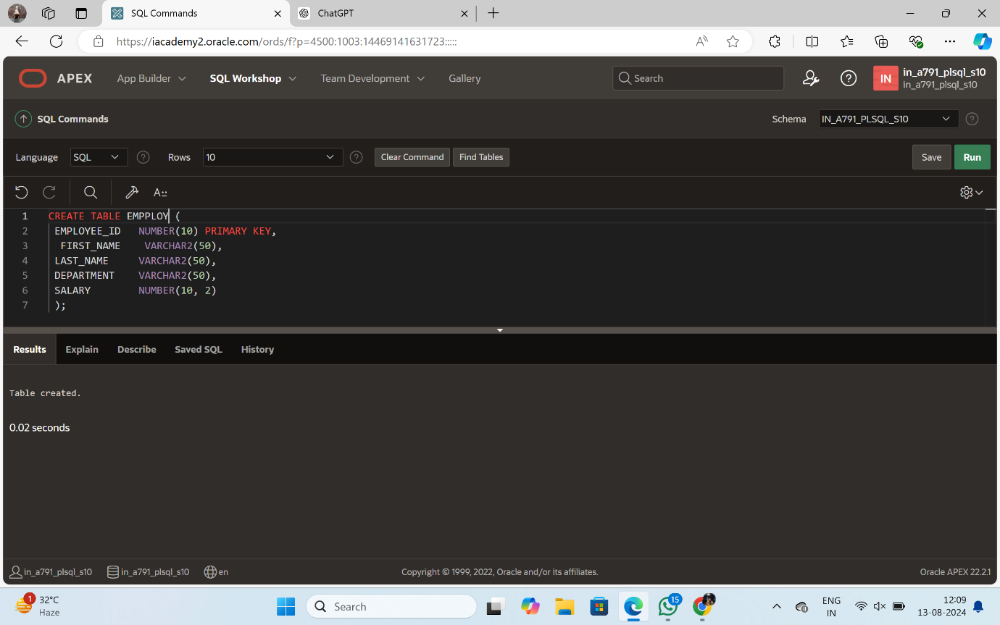 SQL Commands
ChatGPT
https://iacademy2.oracle.com/ords/f?p=4500:1003:14469141631723:::::
APEX App Builder SQL Workshop Team Development Gallery Search IN in_a791_plsql_s10
in_a791_plsql_s10
SQL Commands Schema IN_A791_PLSQL_S10
Language SQL Rows 10 Clear Command Find Tables Save Run
1 CREATE TABLE EMPPLOY (
2 EMPLOYEE_ID NUMBER(10) PRIMARY KEY,
3 FIRST_NAME VARCHAR2(50),
4 LAST_NAME VARCHAR2(50),
5 DEPARTMENT VARCHAR2(50),
6 SALARY NUMBER(10, 2)
7 );
Results Explain Describe Saved SQL History
Table created.
0.02 seconds
in_a791_plsql_s10 in_a791_plsql_s10 en Copyright © 1999, 2022, Oracle and/or its affiliates. Oracle APEX 22.2.1
1 32°C
Haze
Search
15
ENG
IN
12:09
13-08-2024